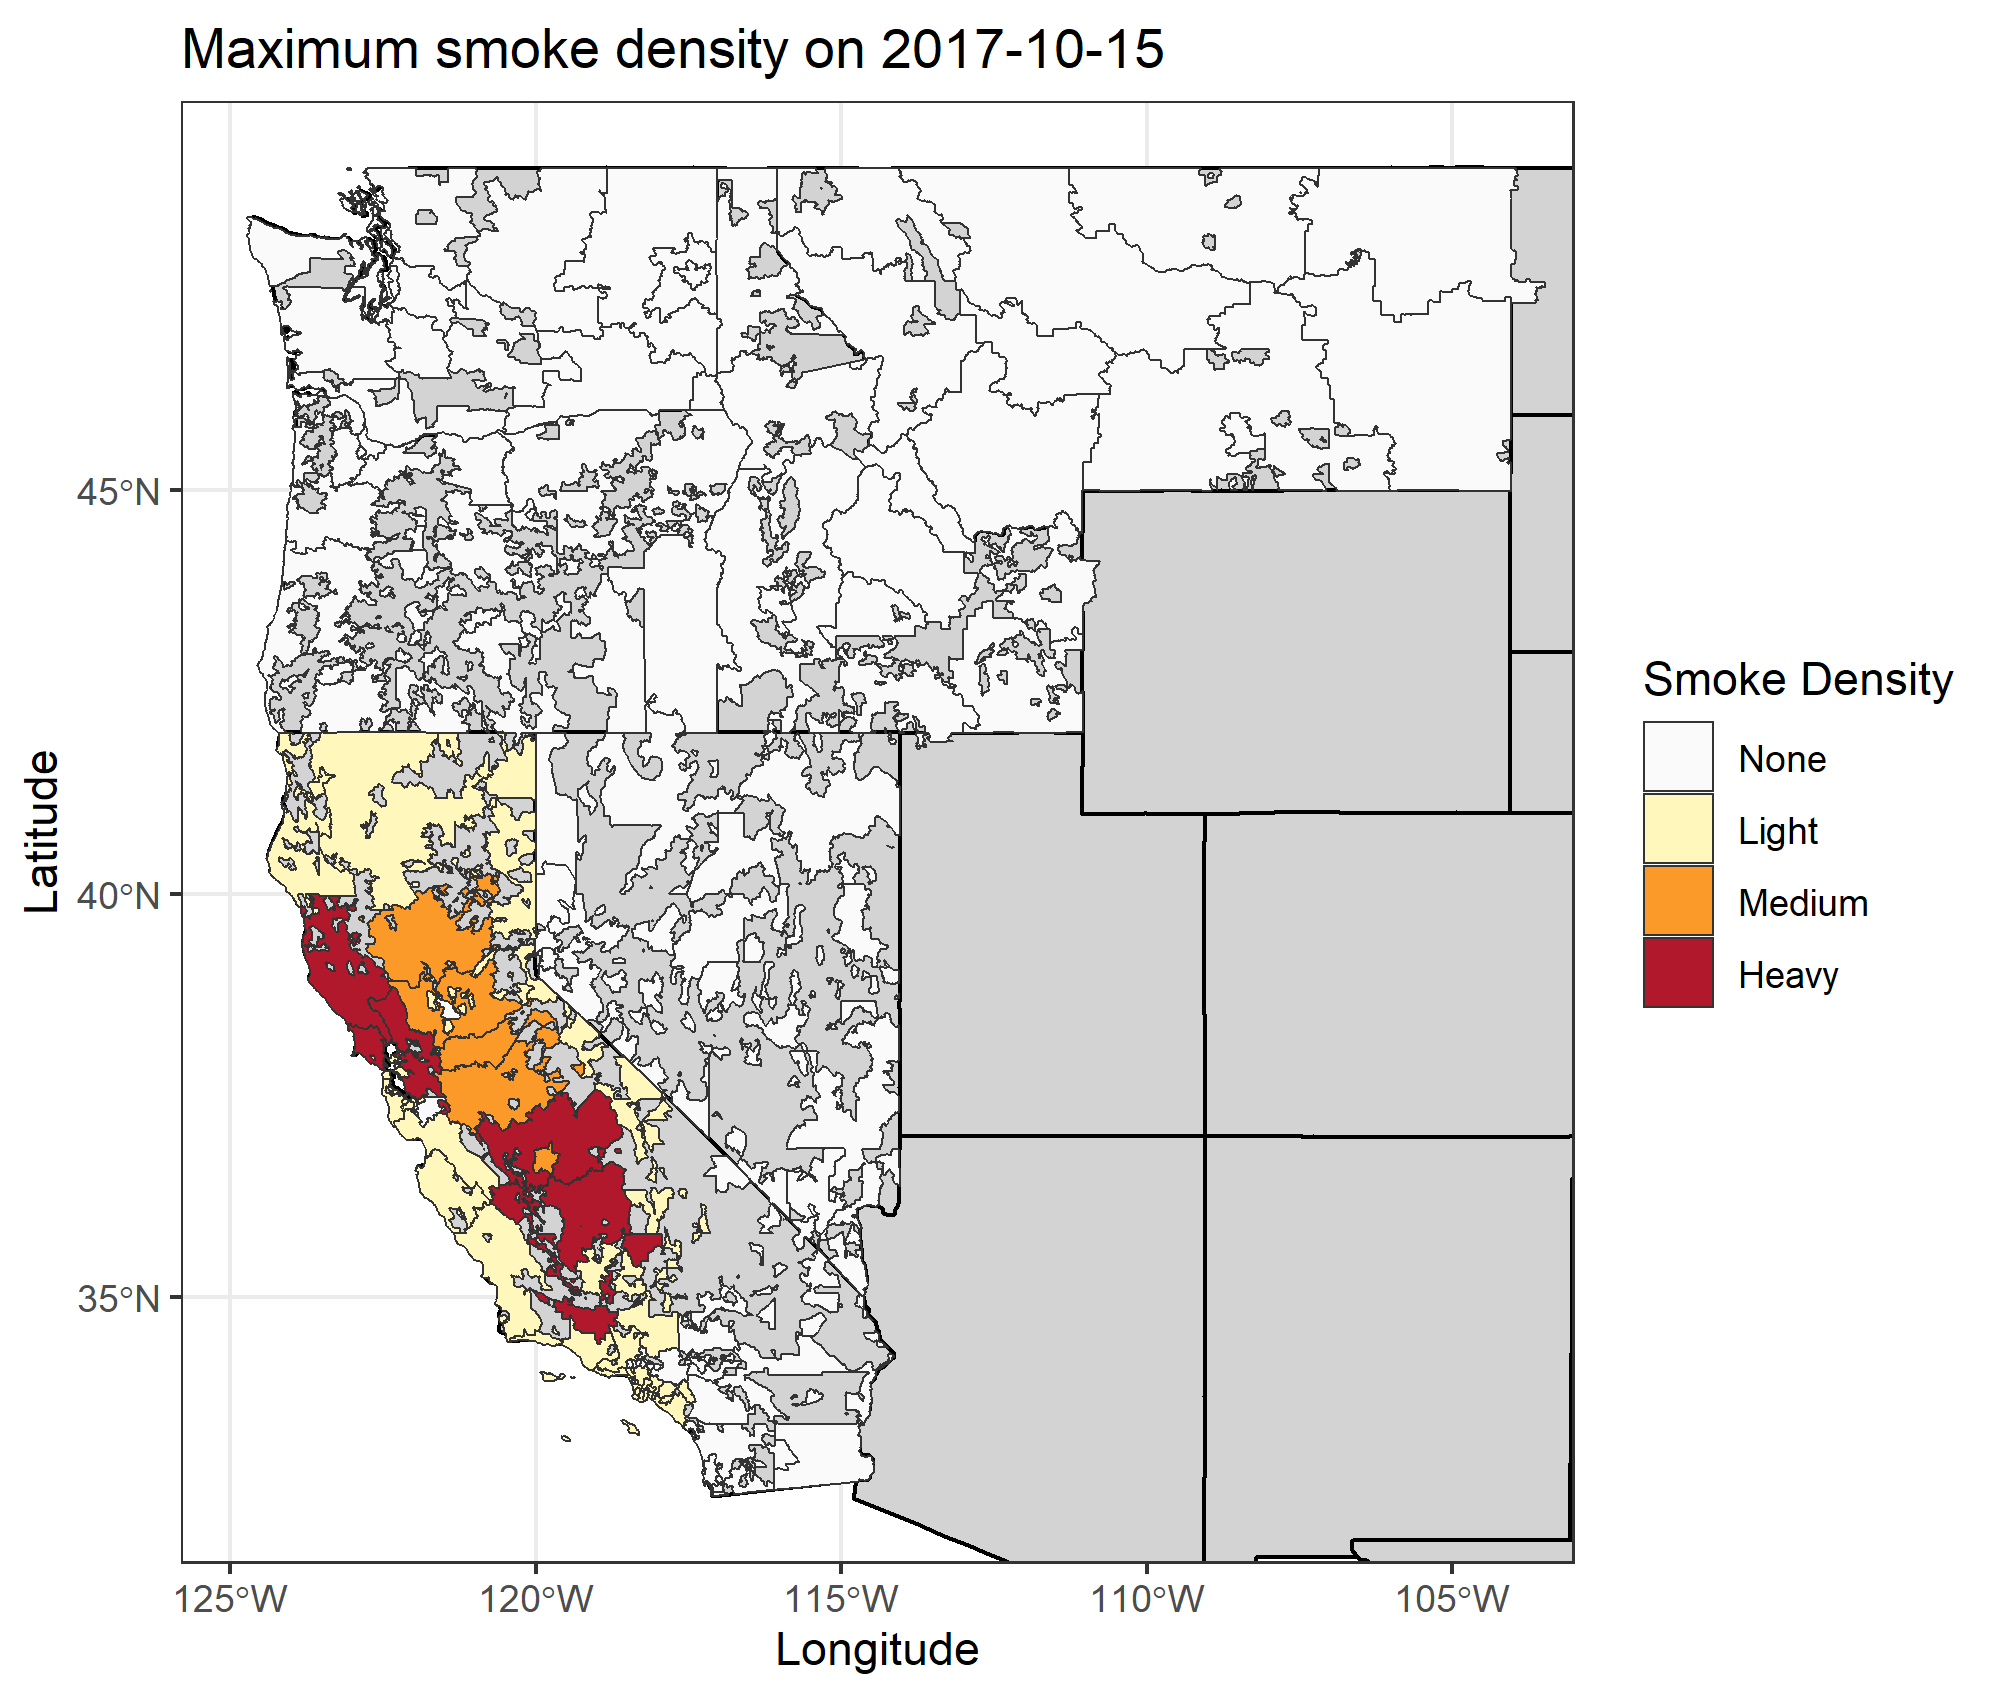 Maximum smoke density on 2017-10-15
Latitude
45°N
40°N
35°N
125°W
120°W
115°W
110°W
105°W
Longitude
Smoke Density
None
Light
Medium
Heavy